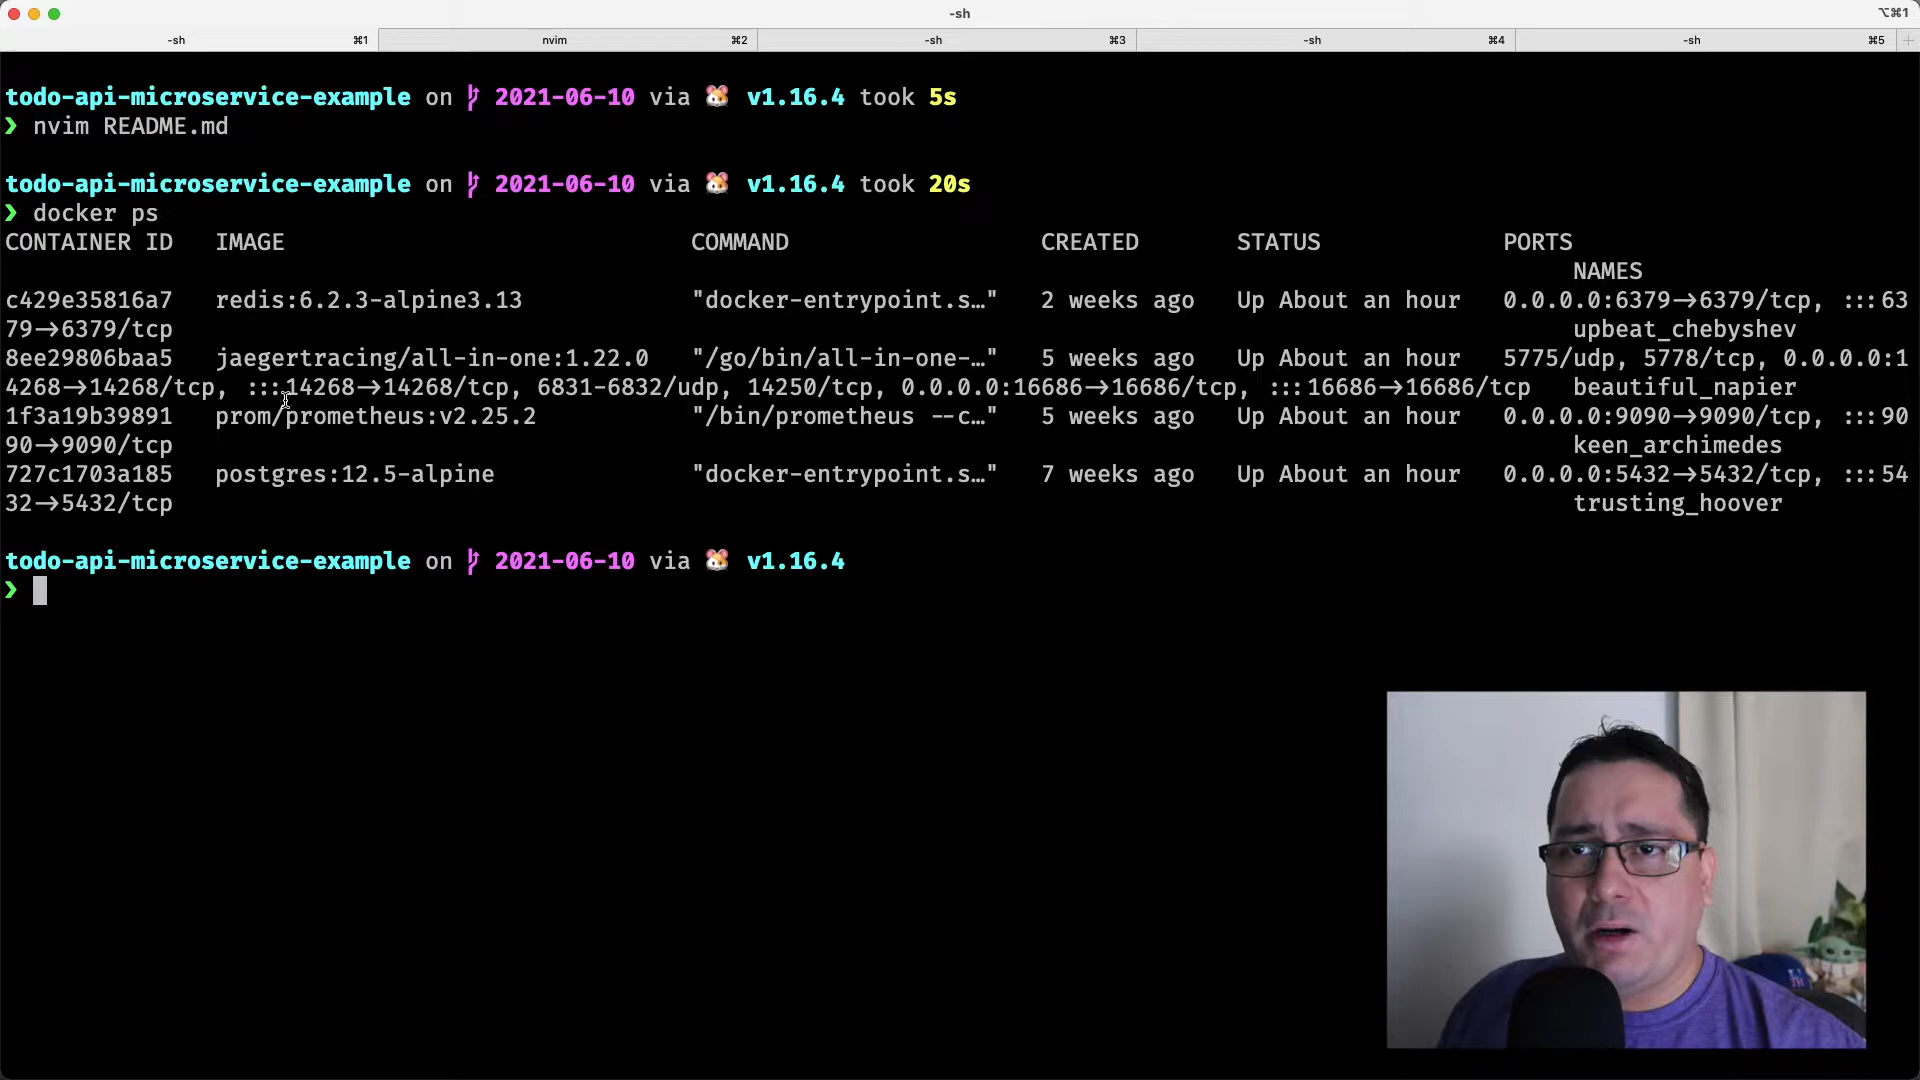 -sh
⌥⌘1
-sh ⌘1 nvim ⌘2 -sh ⌘3 -sh ⌘4 -sh ⌘5
todo-api-microservice-example on 2021-06-10 via 🐹 v1.16.4 took 5s
❯ nvim README.md
todo-api-microservice-example on 2021-06-10 via 🐹 v1.16.4 took 20s
❯ docker ps
CONTAINER ID IMAGE COMMAND CREATED STATUS PORTS
NAMES
c429e35816a7 redis:6.2.3-alpine3.13 "docker-entrypoint.s…" 2 weeks ago Up About an hour 0.0.0.0:6379->6379/tcp, :::63
79->6379/tcp upbeat_chebyshev
8ee29806baa5 jaegertracing/all-in-one:1.22.0 "/go/bin/all-in-one-…" 5 weeks ago Up About an hour 5775/udp, 5778/tcp, 0.0.0.0:1
4268->14268/tcp, :::14268->14268/tcp, 6831-6832/udp, 14250/tcp, 0.0.0.0:16686->16686/tcp, :::16686->16686/tcp beautiful_napier
1f3a19b39891 prom/prometheus:v2.25.2 "/bin/prometheus --c…" 5 weeks ago Up About an hour 0.0.0.0:9090->9090/tcp, :::90
90->9090/tcp keen_archimedes
727c1703a185 postgres:12.5-alpine "docker-entrypoint.s…" 7 weeks ago Up About an hour 0.0.0.0:5432->5432/tcp, :::54
32->5432/tcp trusting_hoover
todo-api-microservice-example on 2021-06-10 via 🐹 v1.16.4
❯